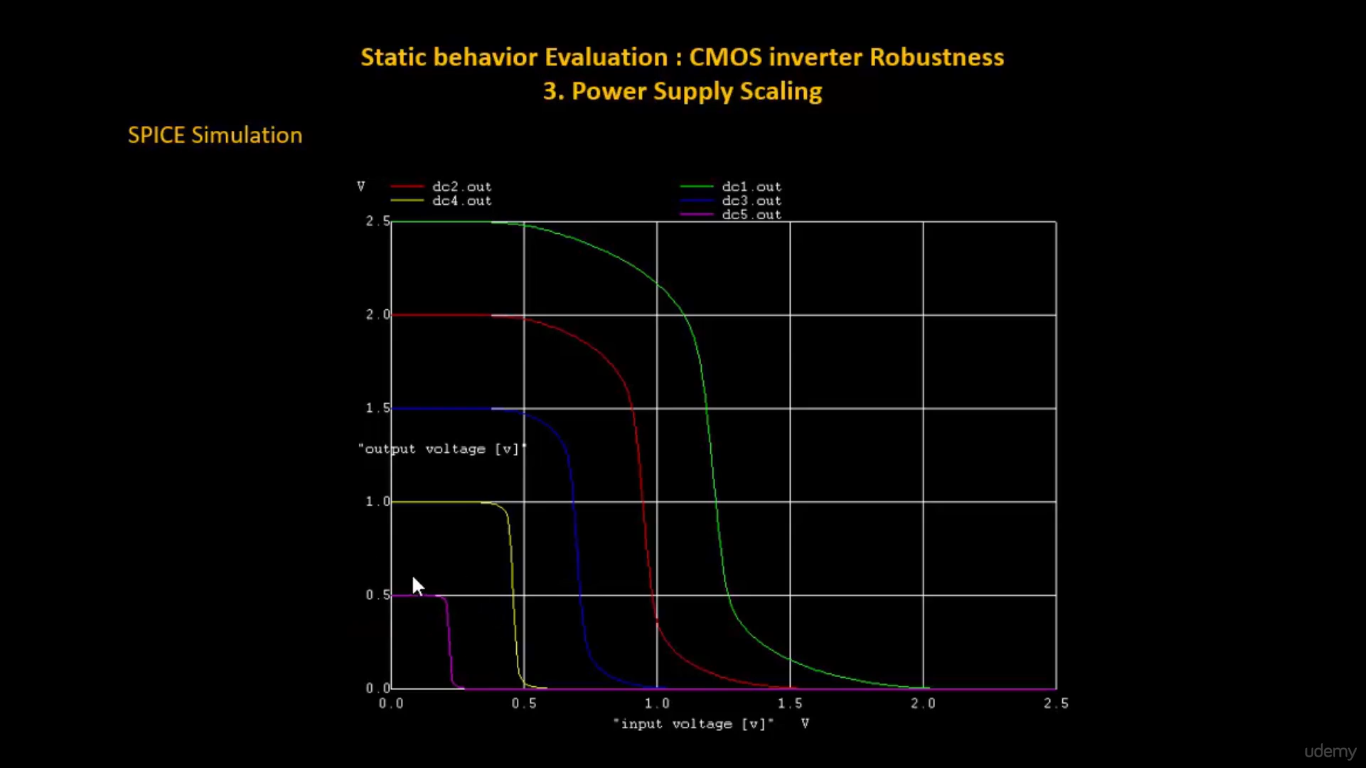 Static behavior Evaluation : CMOS inverter Robustness
3. Power Supply Scaling
SPICE Simulation
V dc2.out dc1.out
dc4.out dc3.out
dc5.out
2.5
2.0
1.5
"output voltage [v]"
1.0
0.5
0.0
0.0 0.5 1.0 1.5 2.0 2.5
"input voltage [v]" V
udemy